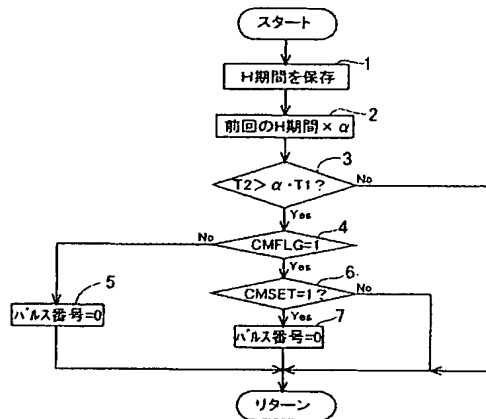 スタート
1
H期間を保存
2
前回のH期間×α
3
T2>α・T1?
No
Yes
4
No
CMFLG=1
5
Yes
6
CMSET=1?
No
パルス番号=0
Yes
7
パルス番号=0
リターン